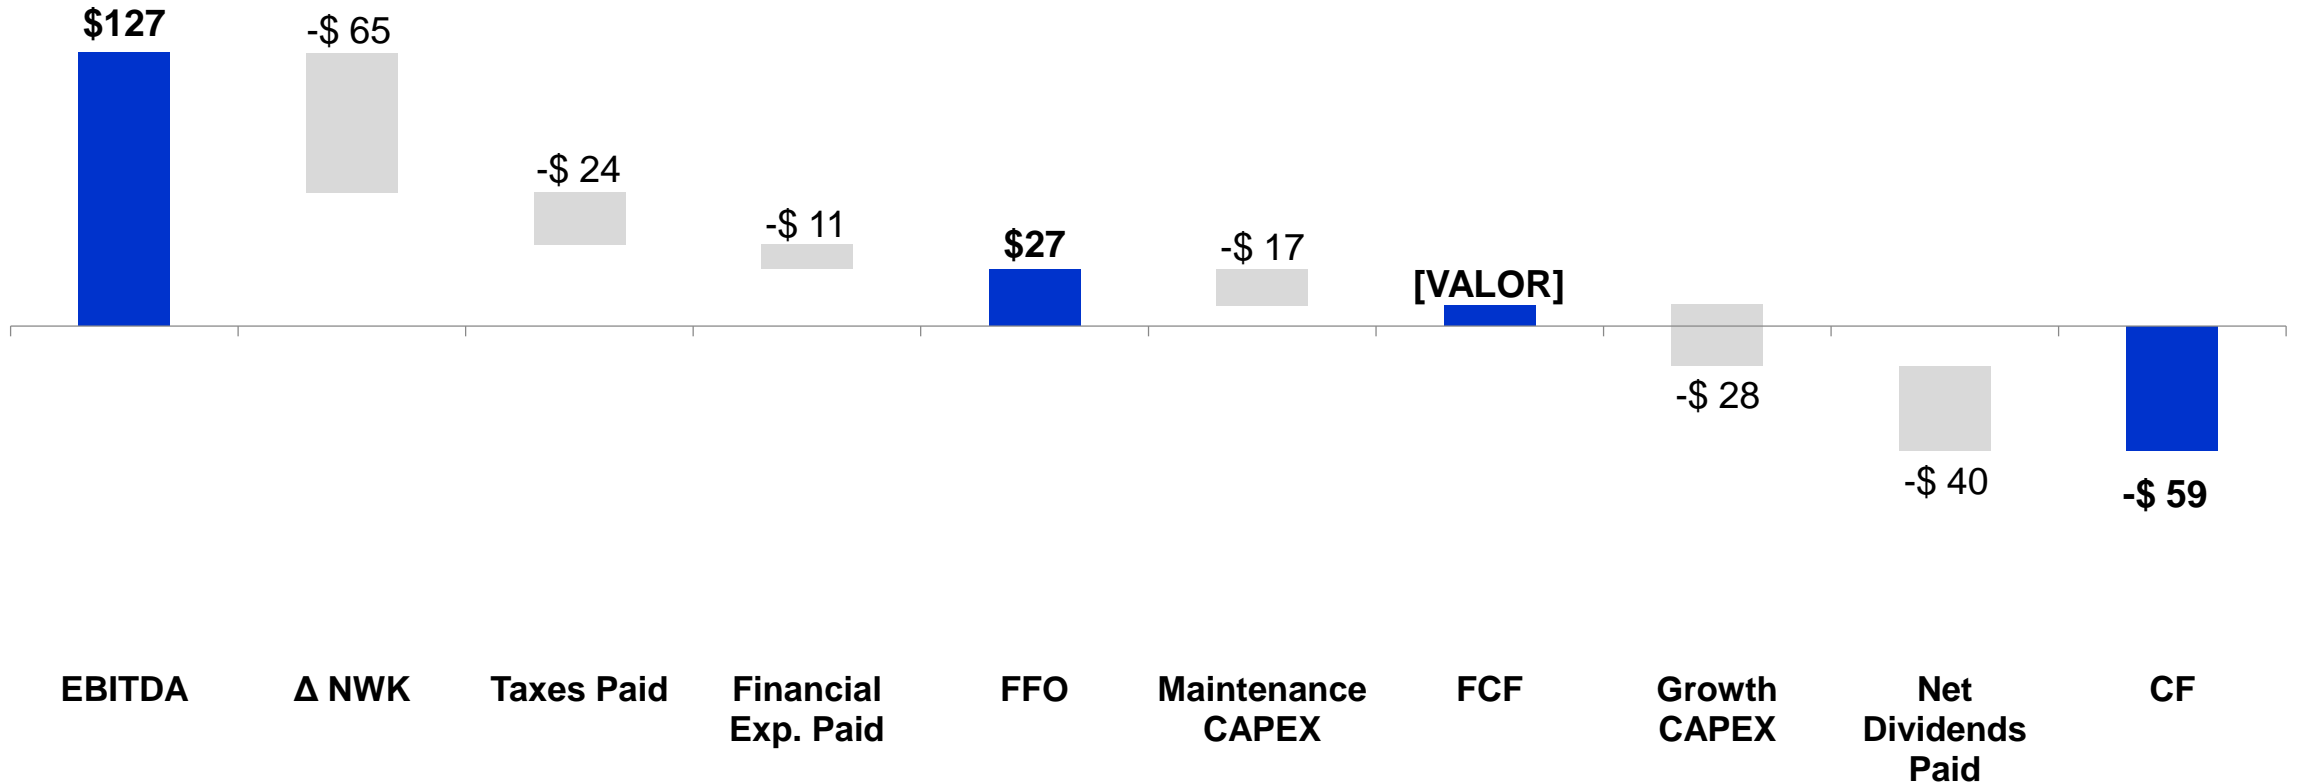 $127
-$ 65
-$ 24
-$ 11
$27
-$ 17
[VALOR]
-$ 28
-$ 40
-$ 59
EBITDA
Δ NWK
Taxes Paid
Financial
Exp. Paid
FFO
Maintenance
CAPEX
FCF
Growth
CAPEX
Net
Dividends
Paid
CF